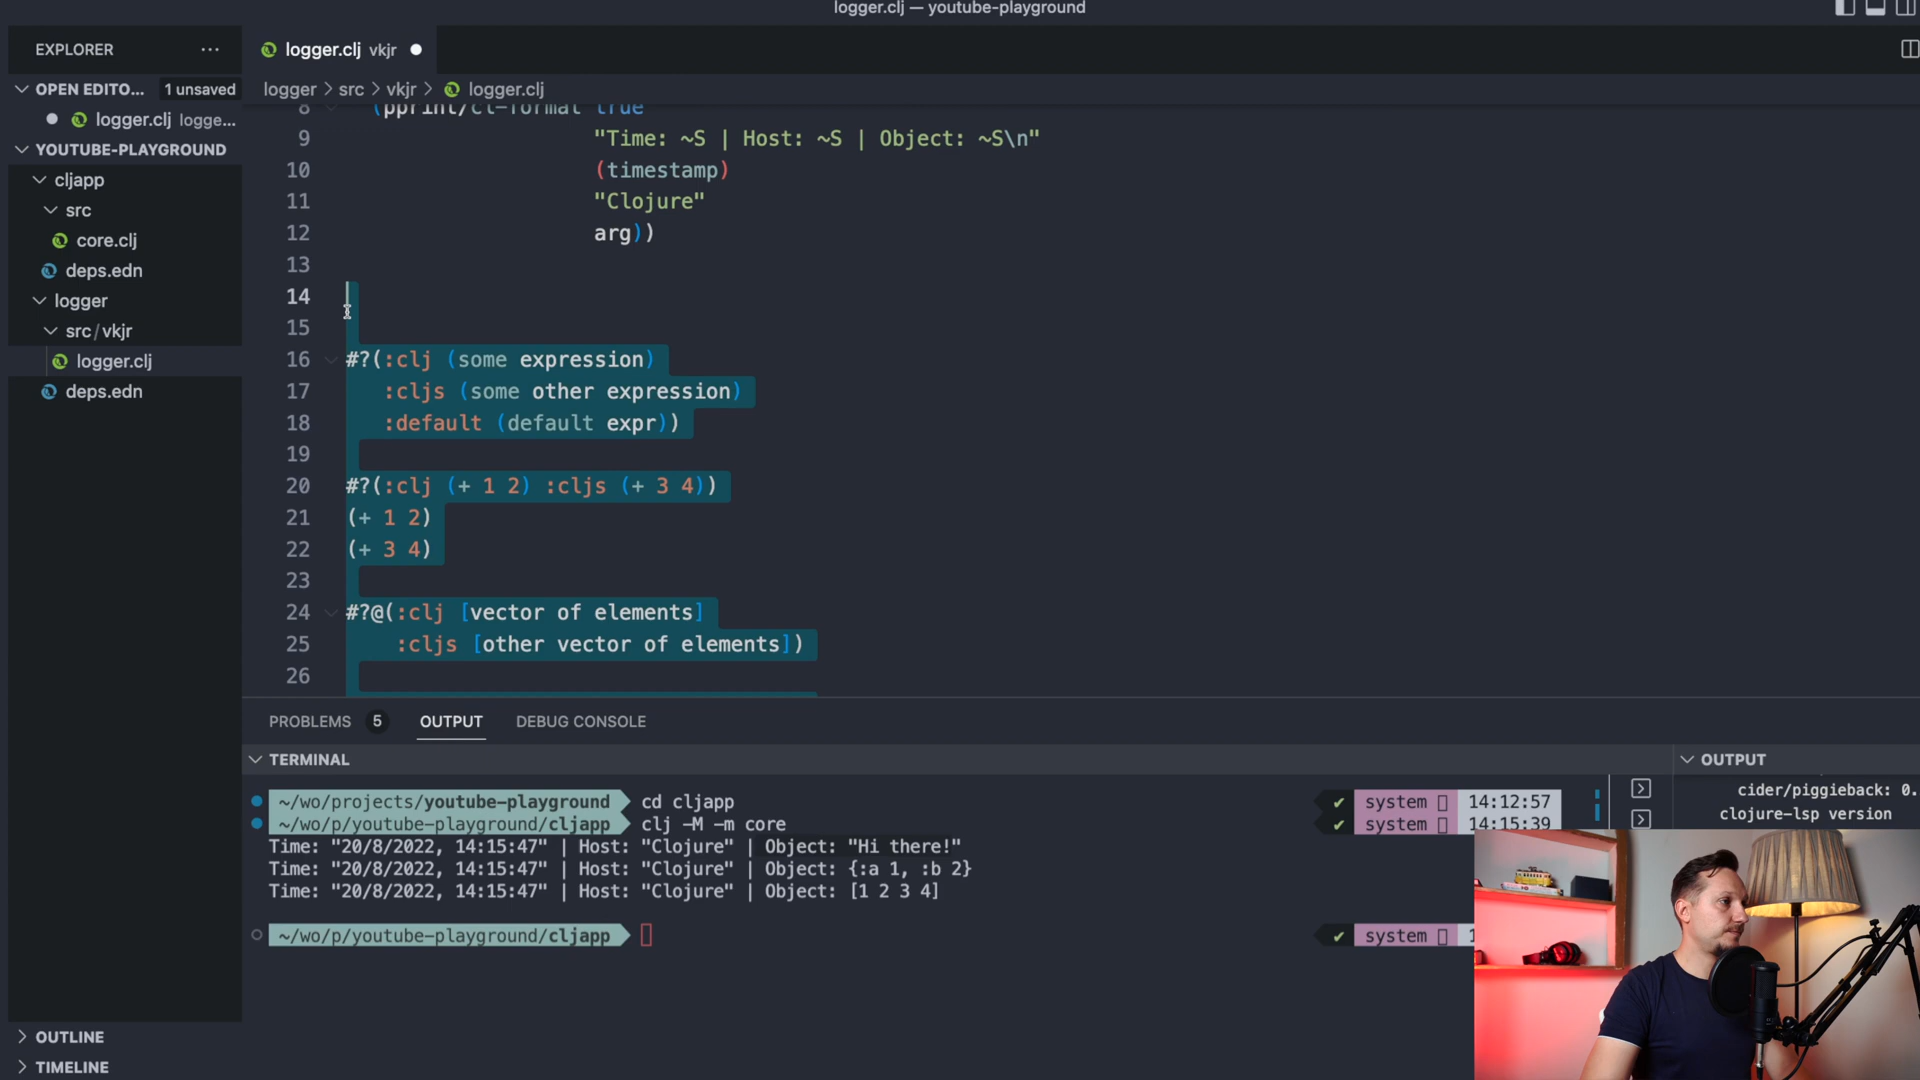 logger.clj — youtube-playground
EXPLORER
logger.clj vkjr
OPEN EDITO... 1 unsaved
logger > src > vkjr > logger.clj
logger.clj logge...
YOUTUBE-PLAYGROUND
cljapp
src
core.clj
deps.edn
logger
src/vkjr
logger.clj
deps.edn
8 (pprint/cl-format true
9 "Time: ~S | Host: ~S | Object: ~S\n"
10 (timestamp)
11 "Clojure"
12 arg))
13
14
15
16 #?(:clj (some expression)
17 :cljs (some other expression)
18 :default (default expr))
19
20 #?(:clj (+ 1 2) :cljs (+ 3 4))
21 (+ 1 2)
22 (+ 3 4)
23
24 #?@(:clj [vector of elements]
25 :cljs [other vector of elements])
26
PROBLEMS 5 OUTPUT DEBUG CONSOLE
TERMINAL
~/wo/projects/youtube-playground cd cljapp ✔ system 14:12:57
~/wo/p/youtube-playground/cljapp clj -M -m core ✔ system 14:15:39
Time: "20/8/2022, 14:15:47" | Host: "Clojure" | Object: "Hi there!"
Time: "20/8/2022, 14:15:47" | Host: "Clojure" | Object: {:a 1, :b 2}
Time: "20/8/2022, 14:15:47" | Host: "Clojure" | Object: [1 2 3 4]
~/wo/p/youtube-playground/cljapp ✔ system 1
OUTPUT
cider/piggieback: 0.
clojure-lsp version
OUTLINE
TIMELINE